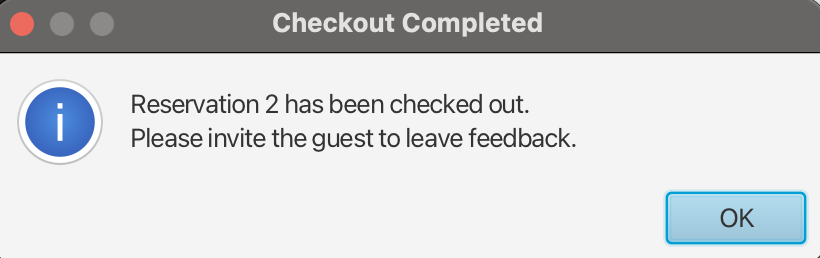 Checkout Completed
Reservation 2 has been checked out.
Please invite the guest to leave feedback.
OK